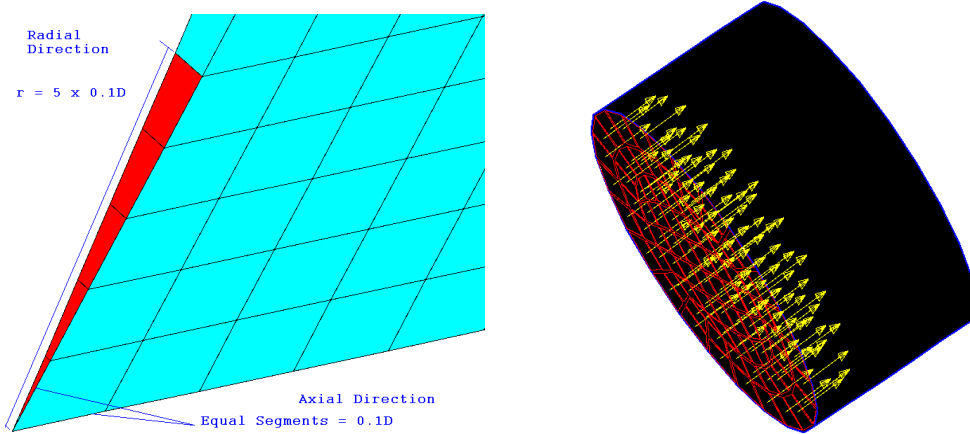 Radial
Direction
r = 5 x 0.1D
Axial Direction
Equal Segments = 0.1D